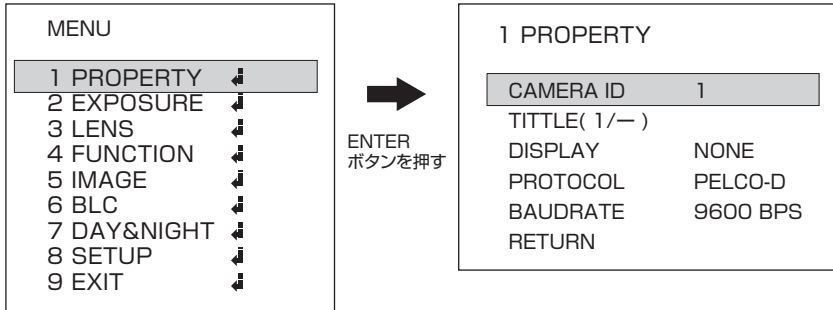 MENU
1 PROPERTY
2 EXPOSURE
3 LENS
4 FUNCTION
5 IMAGE
6 BLC
7 DAY&NIGHT
8 SETUP
9 EXIT
ENTER
ボタンを押す
1 PROPERTY
CAMERA ID 1
TITTLE( 1/ー )
DISPLAY NONE
PROTOCOL PELCO-D
BAUDRATE 9600 BPS
RETURN